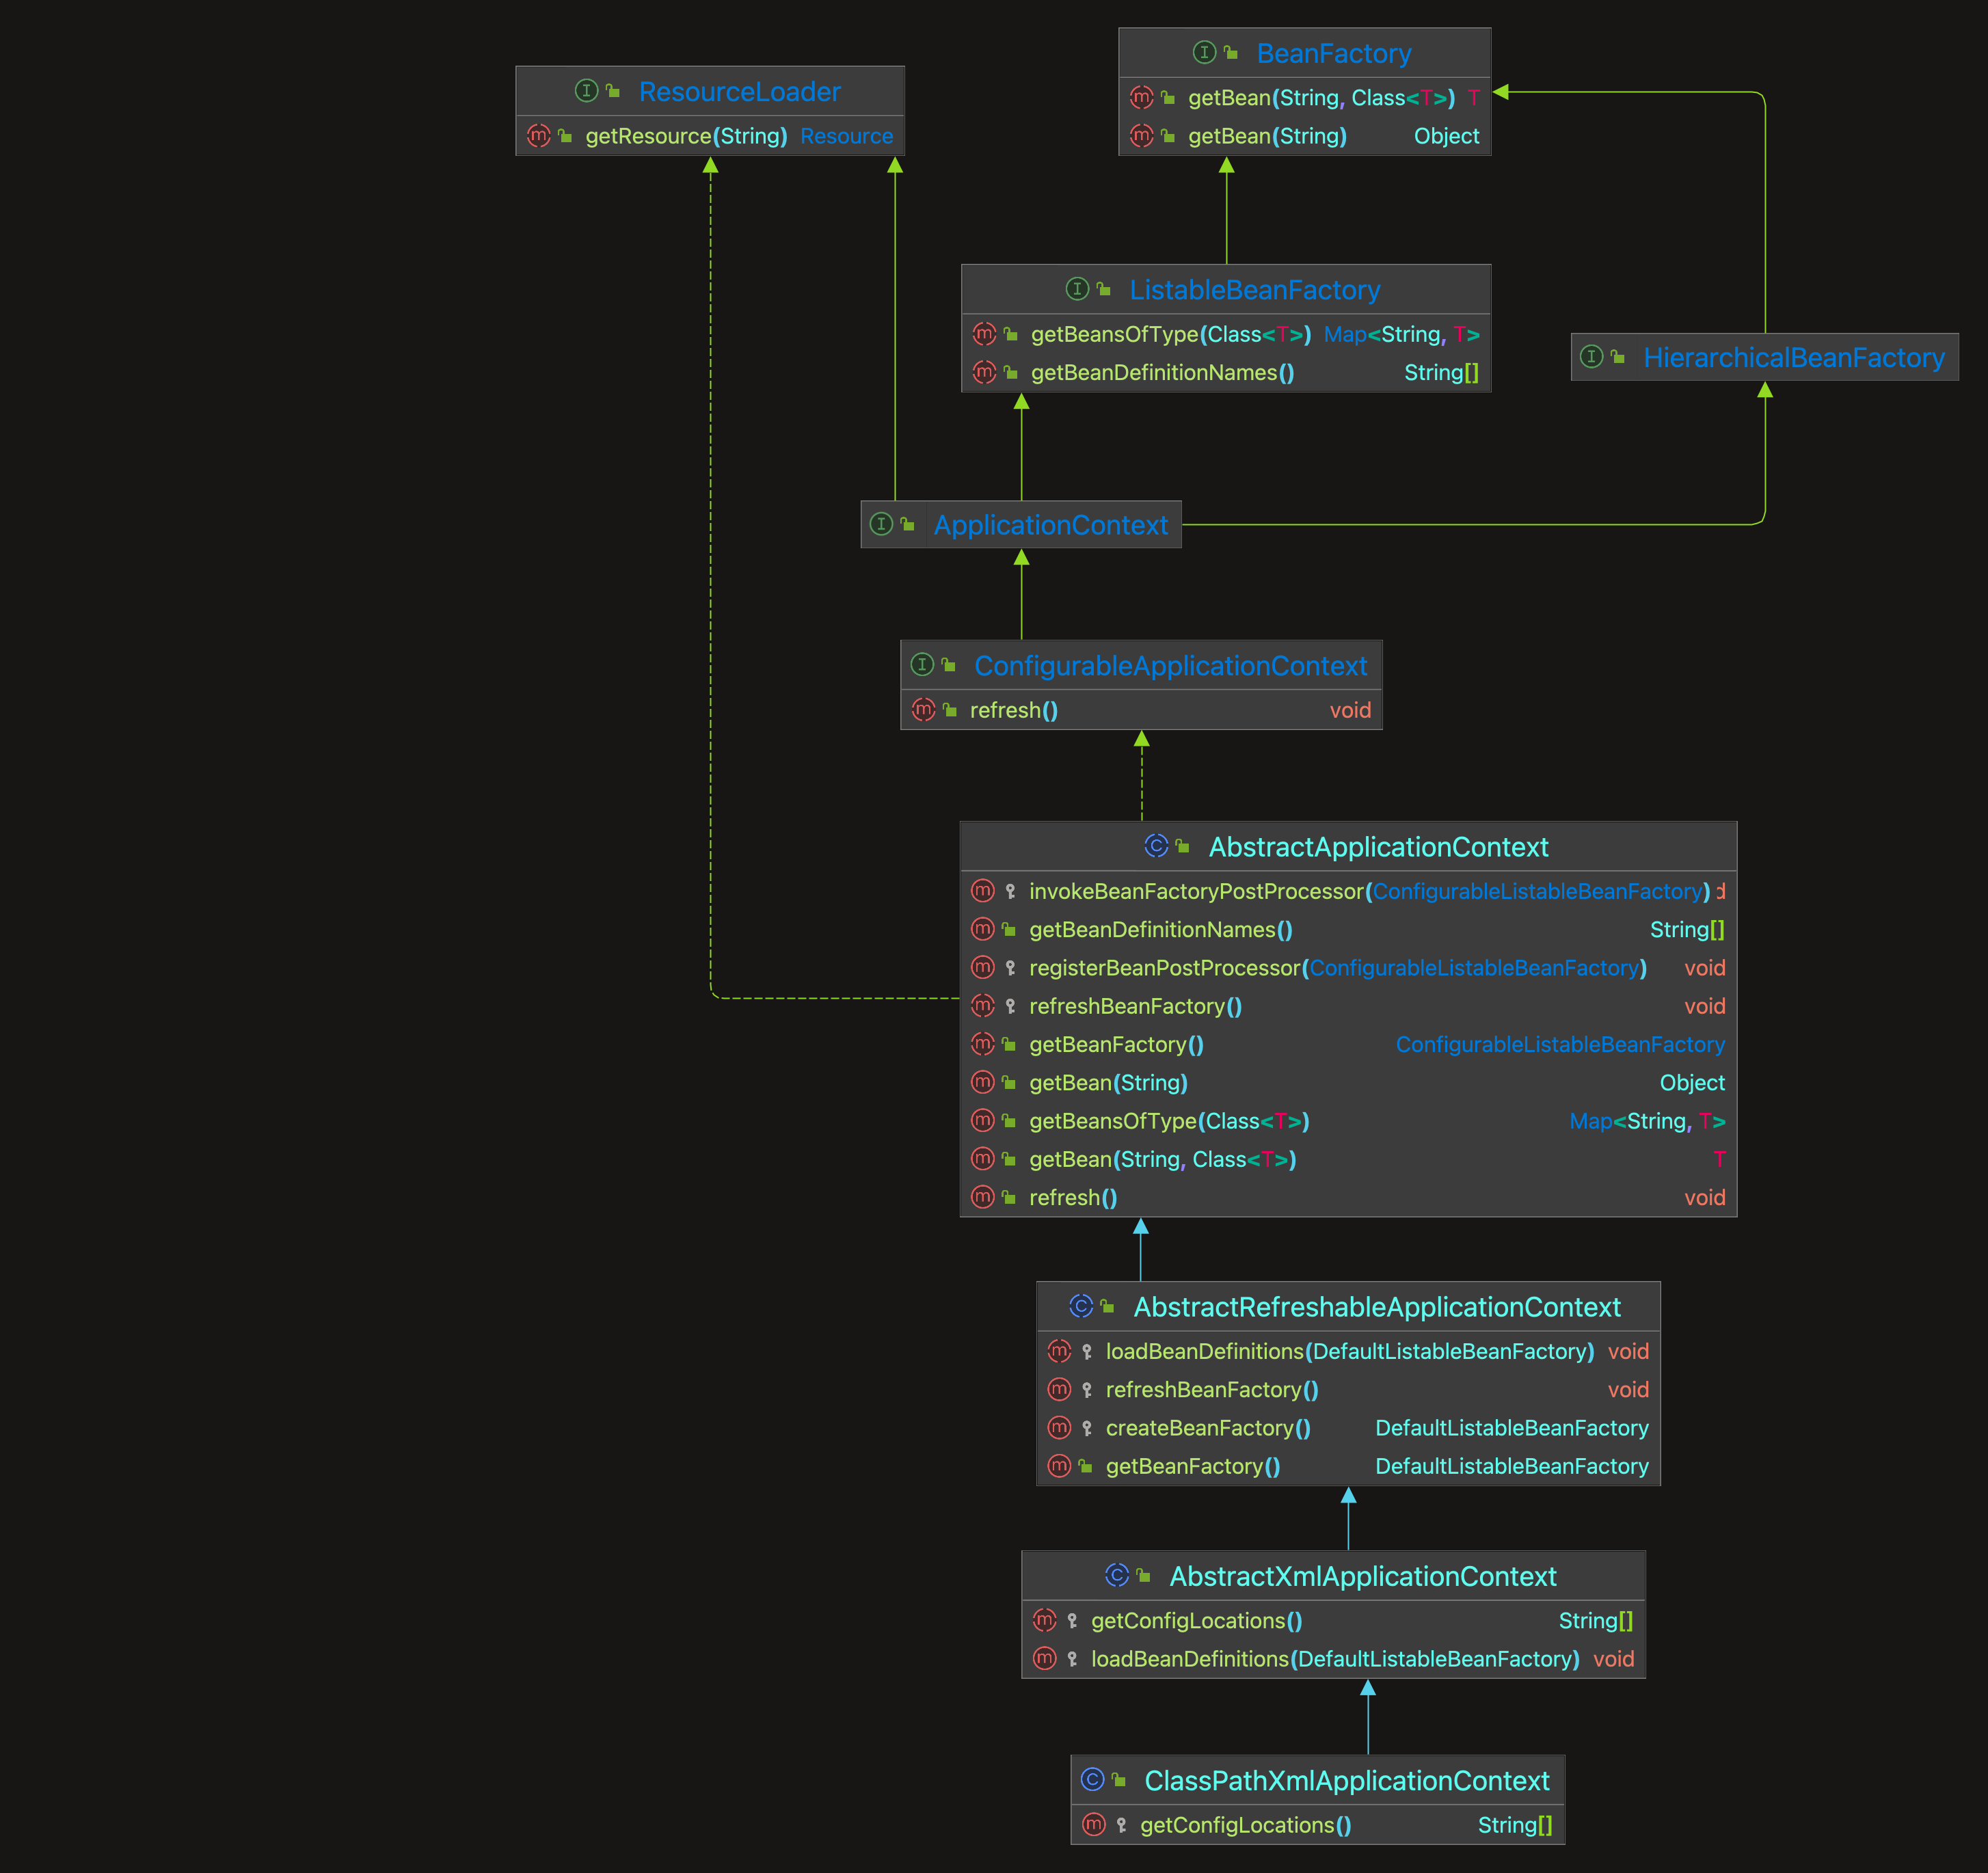 BeanFactory
getBean(String, Class<T>) T
getBean(String) Object
ResourceLoader
getResource(String) Resource
ListableBeanFactory
getBeansOfType(Class<T>) Map<String, T>
getBeanDefinitionNames() String[]
HierarchicalBeanFactory
ApplicationContext
ConfigurableApplicationContext
refresh() void
AbstractApplicationContext
invokeBeanFactoryPostProcessor(ConfigurableListableBeanFactory) d
getBeanDefinitionNames() String[]
registerBeanPostProcessor(ConfigurableListableBeanFactory) void
refreshBeanFactory() void
getBeanFactory() ConfigurableListableBeanFactory
getBean(String) Object
getBeansOfType(Class<T>) Map<String, T>
getBean(String, Class<T>) T
refresh() void
AbstractRefreshableApplicationContext
loadBeanDefinitions(DefaultListableBeanFactory) void
refreshBeanFactory() void
createBeanFactory() DefaultListableBeanFactory
getBeanFactory() DefaultListableBeanFactory
AbstractXmlApplicationContext
getConfigLocations() String[]
loadBeanDefinitions(DefaultListableBeanFactory) void
ClassPathXmlApplicationContext
getConfigLocations() String[]